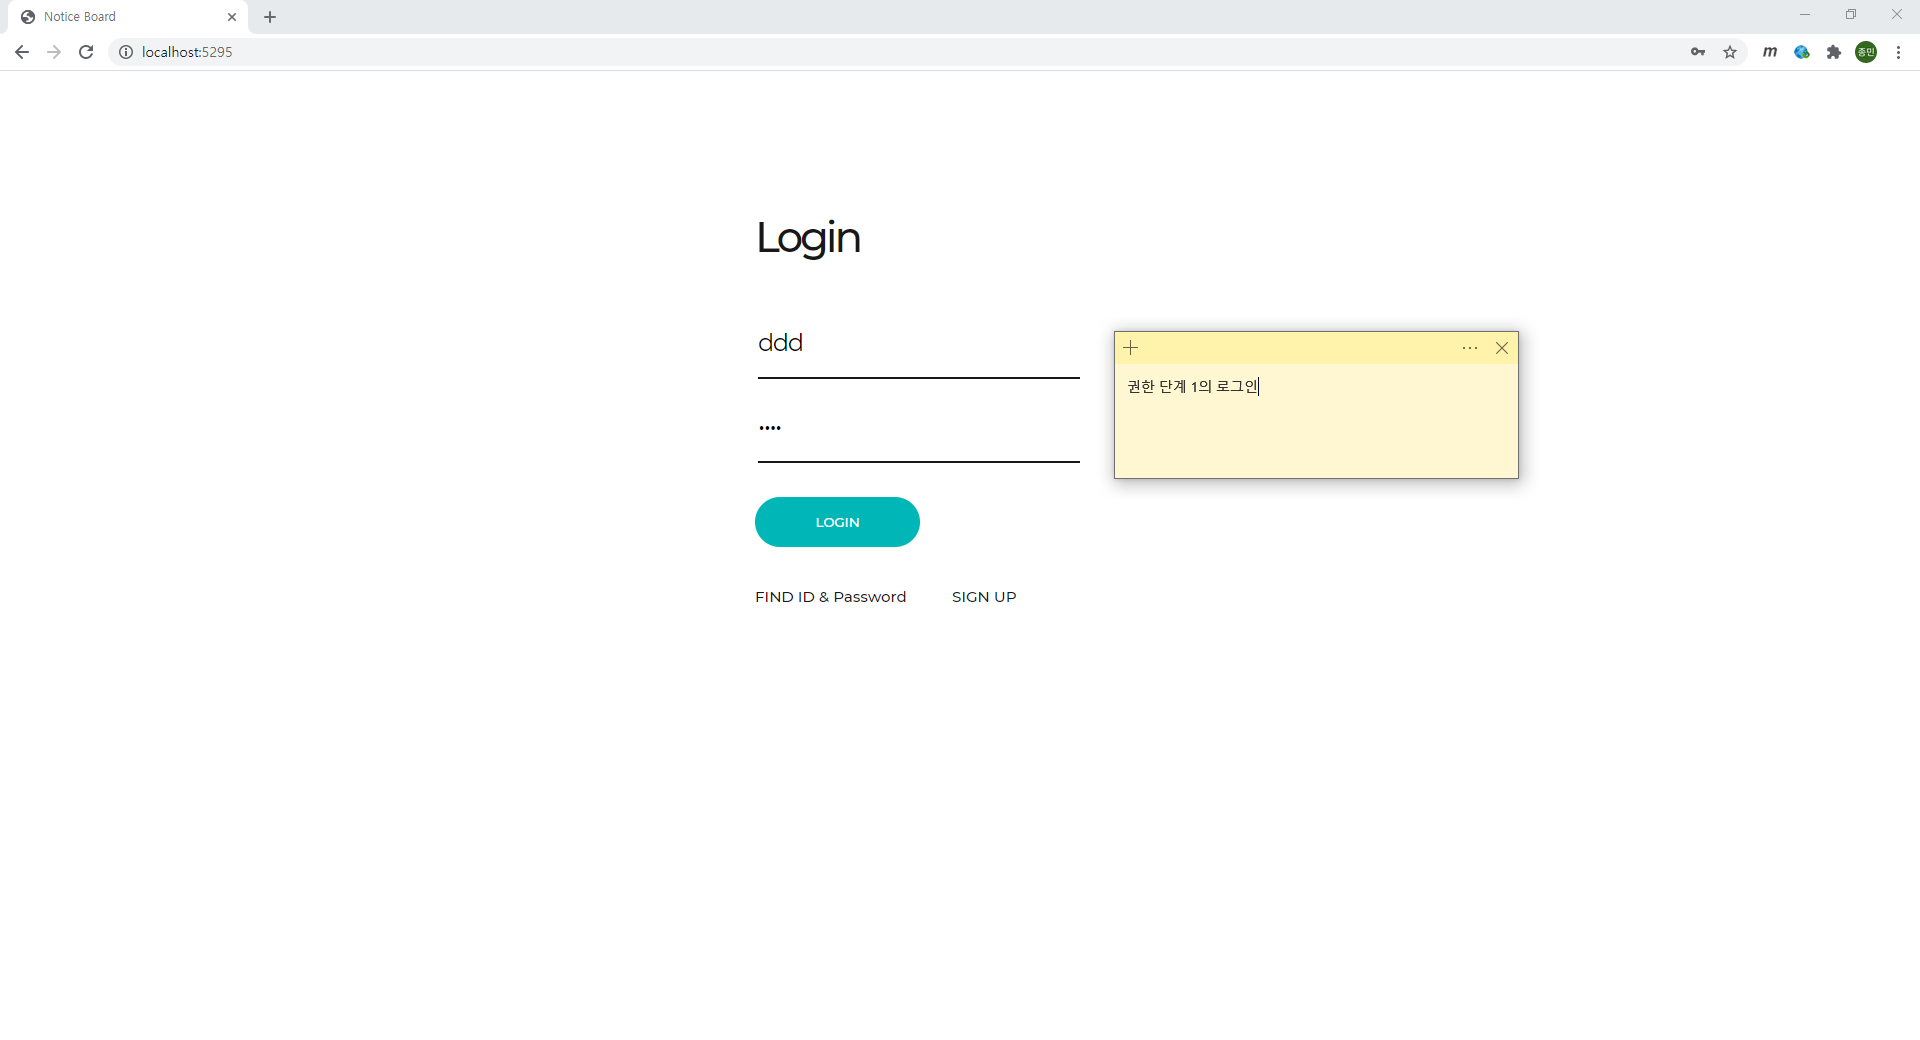 Notice Board
localhost:5295
m
종민
Login
ddd
••••
권한 단계 1의 로그인
LOGIN
FIND ID & Password
SIGN UP